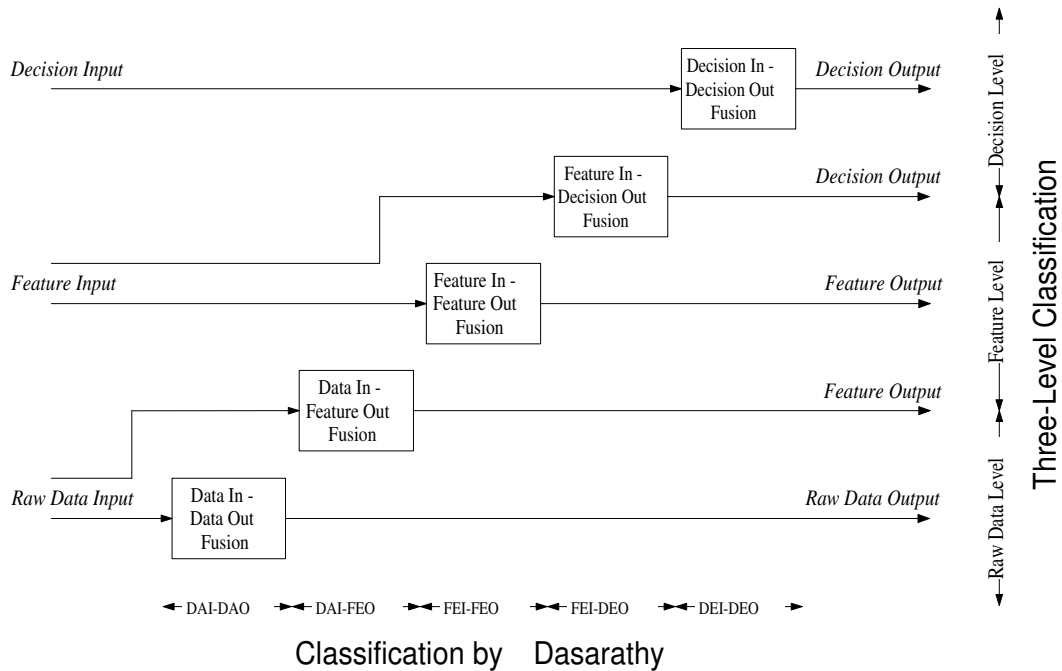 Decision Input
Decision In -
Decision Out
Fusion
Decision Output
Decision Level
Feature In -
Decision Out
Fusion
Decision Output
Feature Input
Feature In -
Feature Out
Fusion
Feature Output
Feature Level
Three-Level Classification
Data In -
Feature Out
Fusion
Feature Output
Raw Data Input
Data In -
Data Out
Fusion
Raw Data Output
Raw Data Level
DAI-DAO
DAI-FEO
FEI-FEO
FEI-DEO
DEI-DEO
Classification by Dasarathy